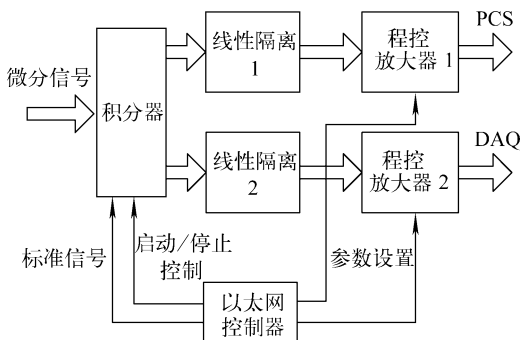 PCS
线性隔离
1
程控
放大器 1
微分信号
积分器
DAQ
线性隔离
2
程控
放大器 2
标准信号
启动/停止
控制
参数设置
以太网
控制器